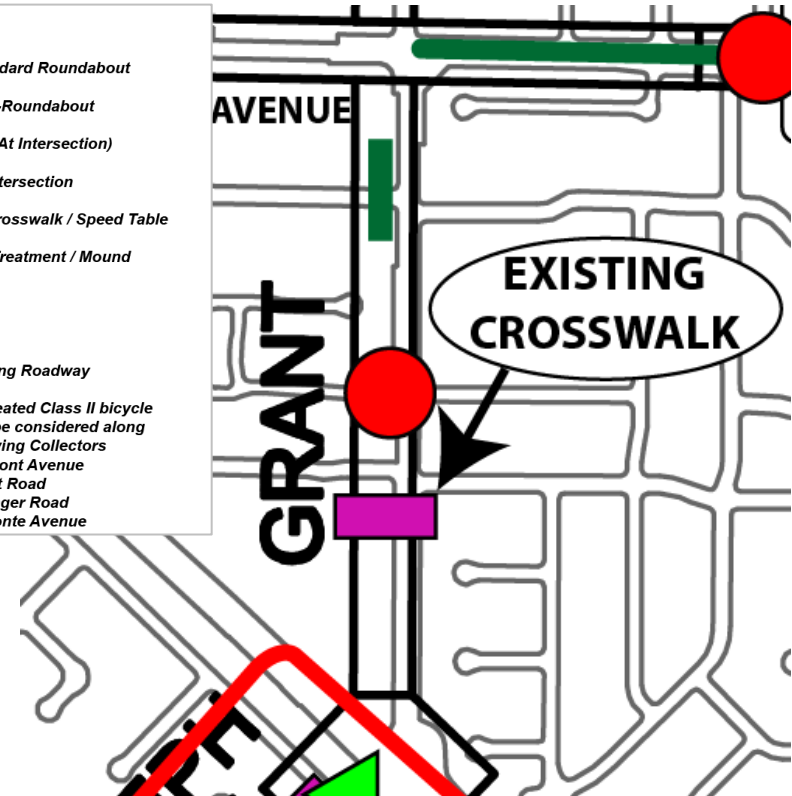 dard Roundabout
-Roundabout
At Intersection)
tersection
rosswalk / Speed Table
reatment / Mound
ng Roadway
eated Class II bicycle
be considered along
ving Collectors
ont Avenue
t Road
ger Road
onte Avenue
AVENUE
EXISTING
CROSSWALK
GRANT